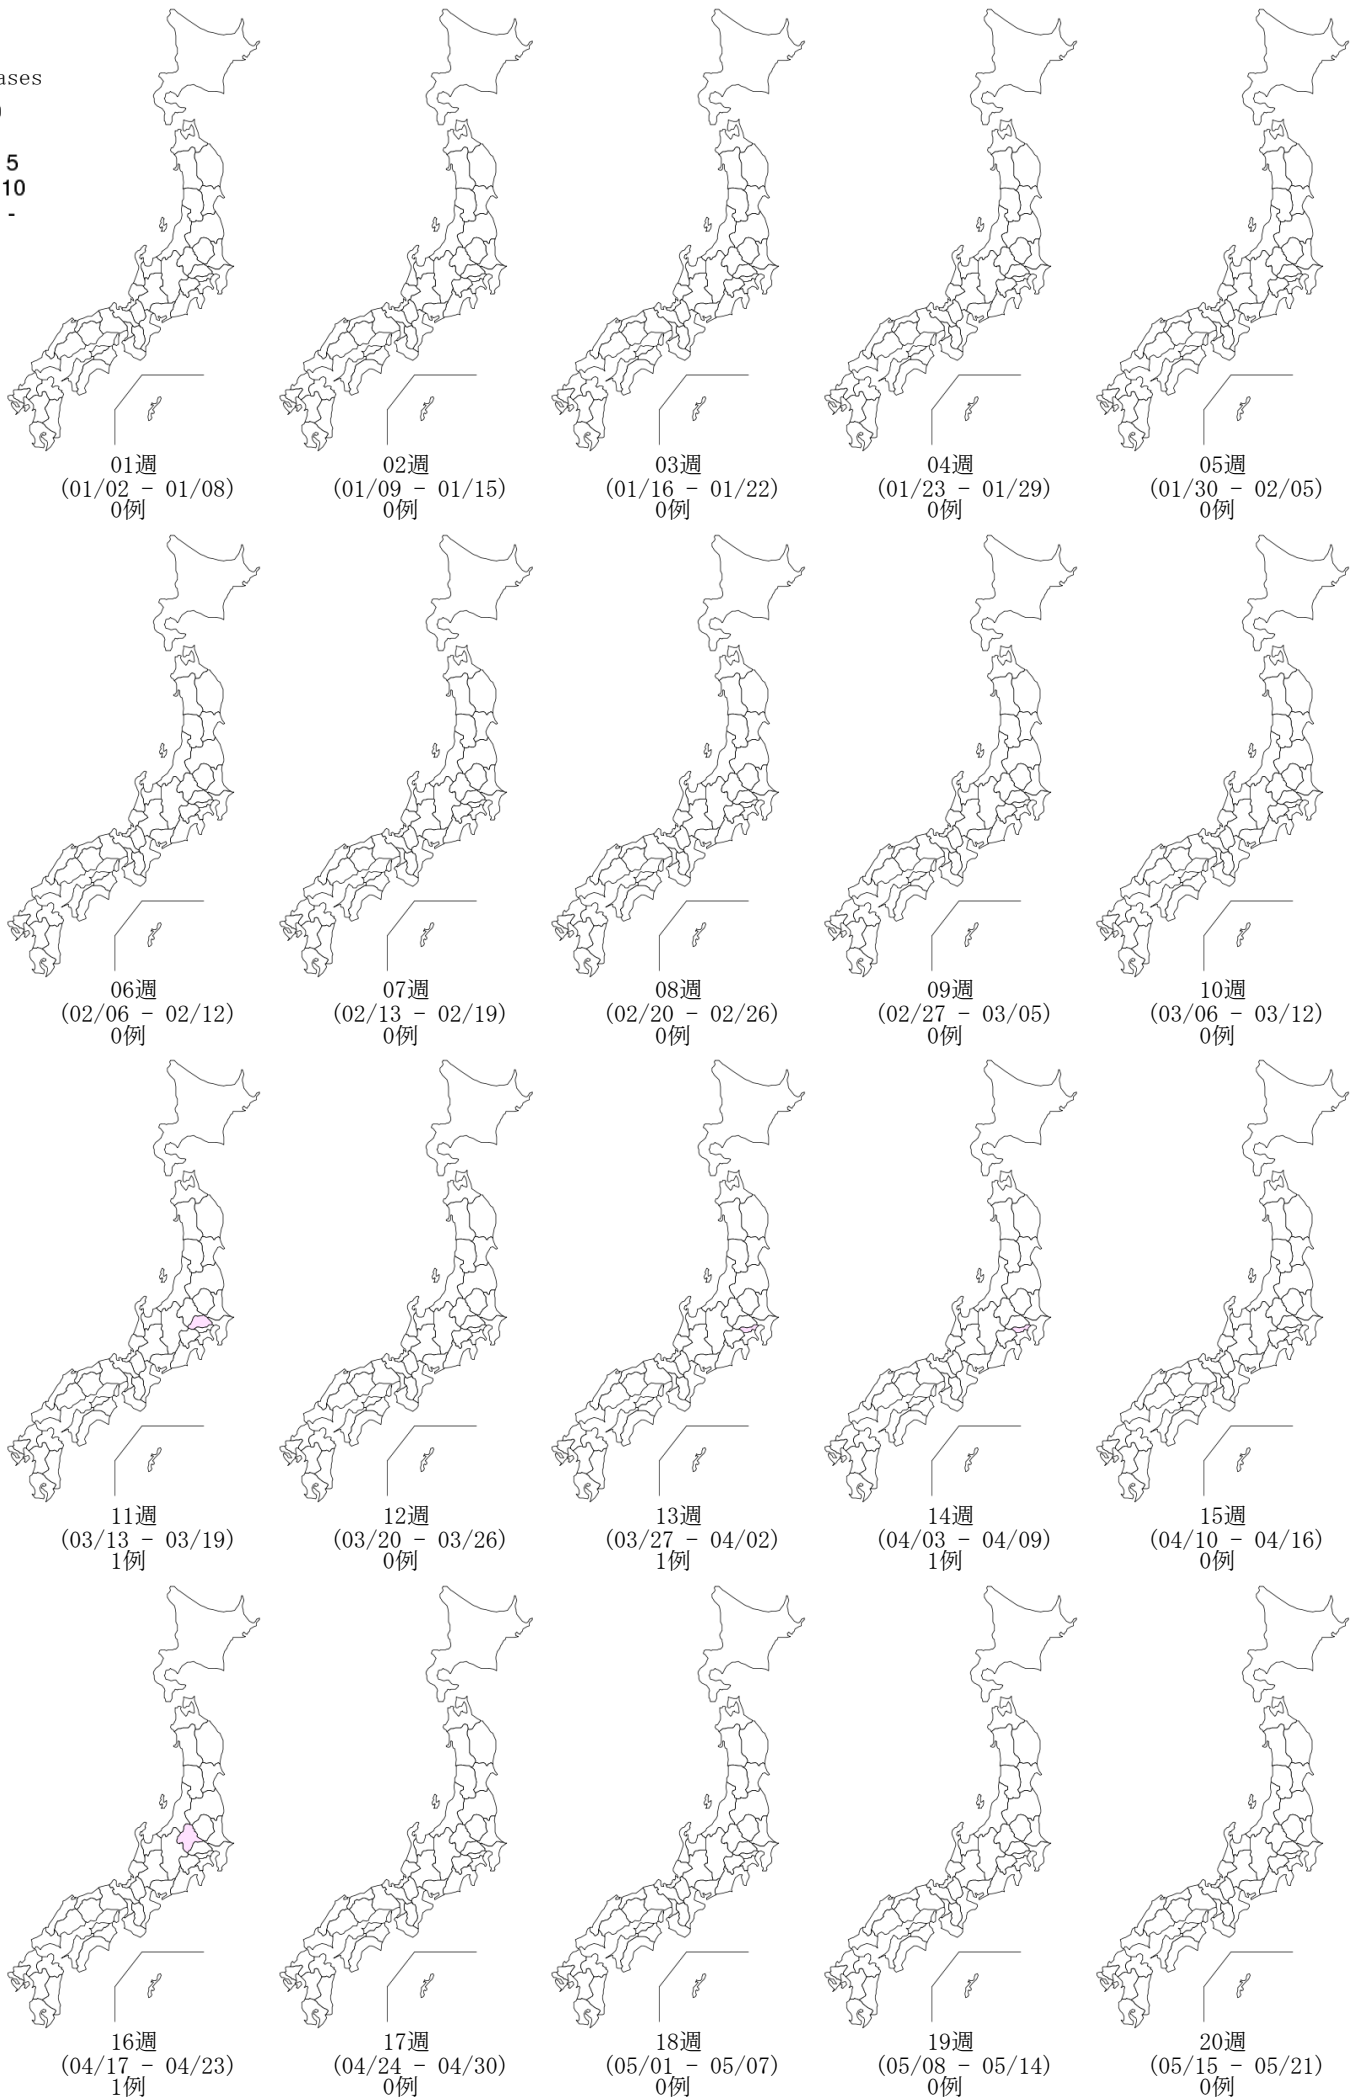 ases
5
10
-
01週
(01/02 - 01/08)
0例
02週
(01/09 - 01/15)
0例
03週
(01/16 - 01/22)
0例
04週
(01/23 - 01/29)
0例
05週
(01/30 - 02/05)
0例
06週
(02/06 - 02/12)
0例
07週
(02/13 - 02/19)
0例
08週
(02/20 - 02/26)
0例
09週
(02/27 - 03/05)
0例
10週
(03/06 - 03/12)
0例
11週
(03/13 - 03/19)
1例
12週
(03/20 - 03/26)
0例
13週
(03/27 - 04/02)
1例
14週
(04/03 - 04/09)
1例
15週
(04/10 - 04/16)
0例
16週
(04/17 - 04/23)
1例
17週
(04/24 - 04/30)
0例
18週
(05/01 - 05/07)
0例
19週
(05/08 - 05/14)
0例
20週
(05/15 - 05/21)
0例